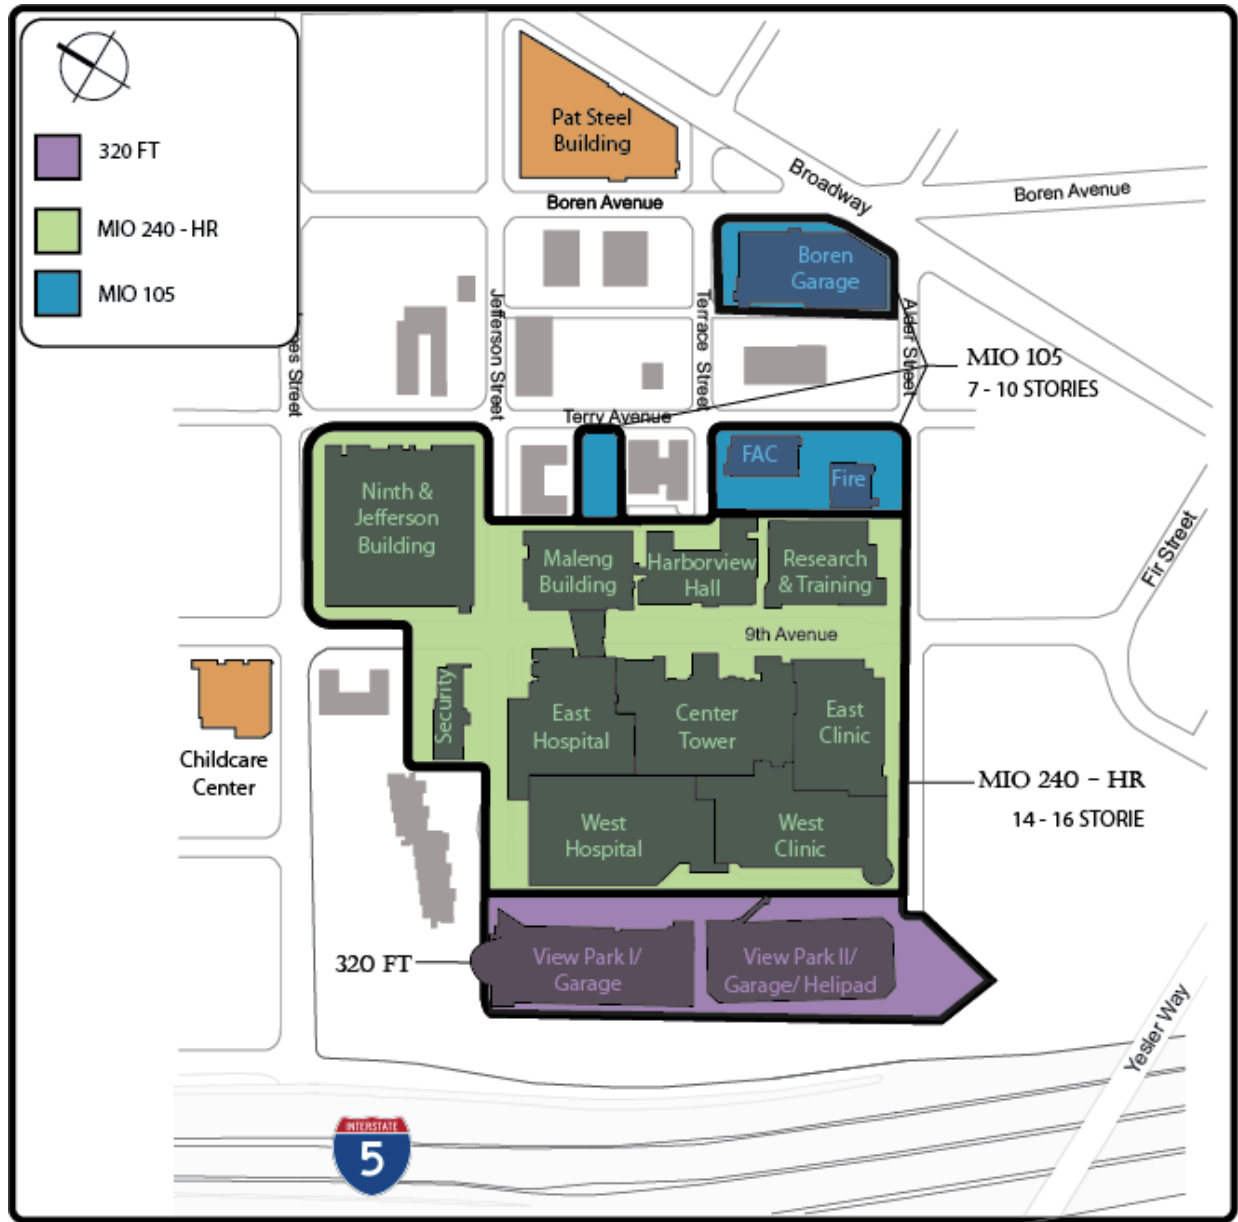 320 FT
MIO 240 - HR
MIO 105
Pat Steel
Building
Broadway
Boren Avenue
Boren Avenue
Boren
Garage
Jefferson Street
Terrace Street
Alder Street
Street
MIO 105
7 - 10 STORIES
Terry Avenue
FAC
Fire
Ninth &
Jefferson
Building
Maleng
Building
Harborview
Hall
Research
& Training
Fir Street
9th Avenue
Security
East
Hospital
Center
Tower
East
Clinic
Childcare
Center
MIO 240 - HR
14 - 16 STORIE
West
Hospital
West
Clinic
320 FT
View Park I/
Garage
View Park II/
Garage/ Helipad
Yesler Way
INTERSTATE
5